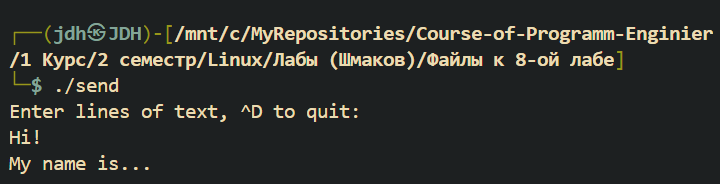 ┌──(jdh㉿JDH)-[/mnt/c/MyRepositories/Course-of-Programm-Enginier
/1 Курс/2 семестр/Linux/Лабы (Шмаков)/Файлы к 8-ой лабе]
└─$ ./send
Enter lines of text, ^D to quit:
Hi!
My name is...